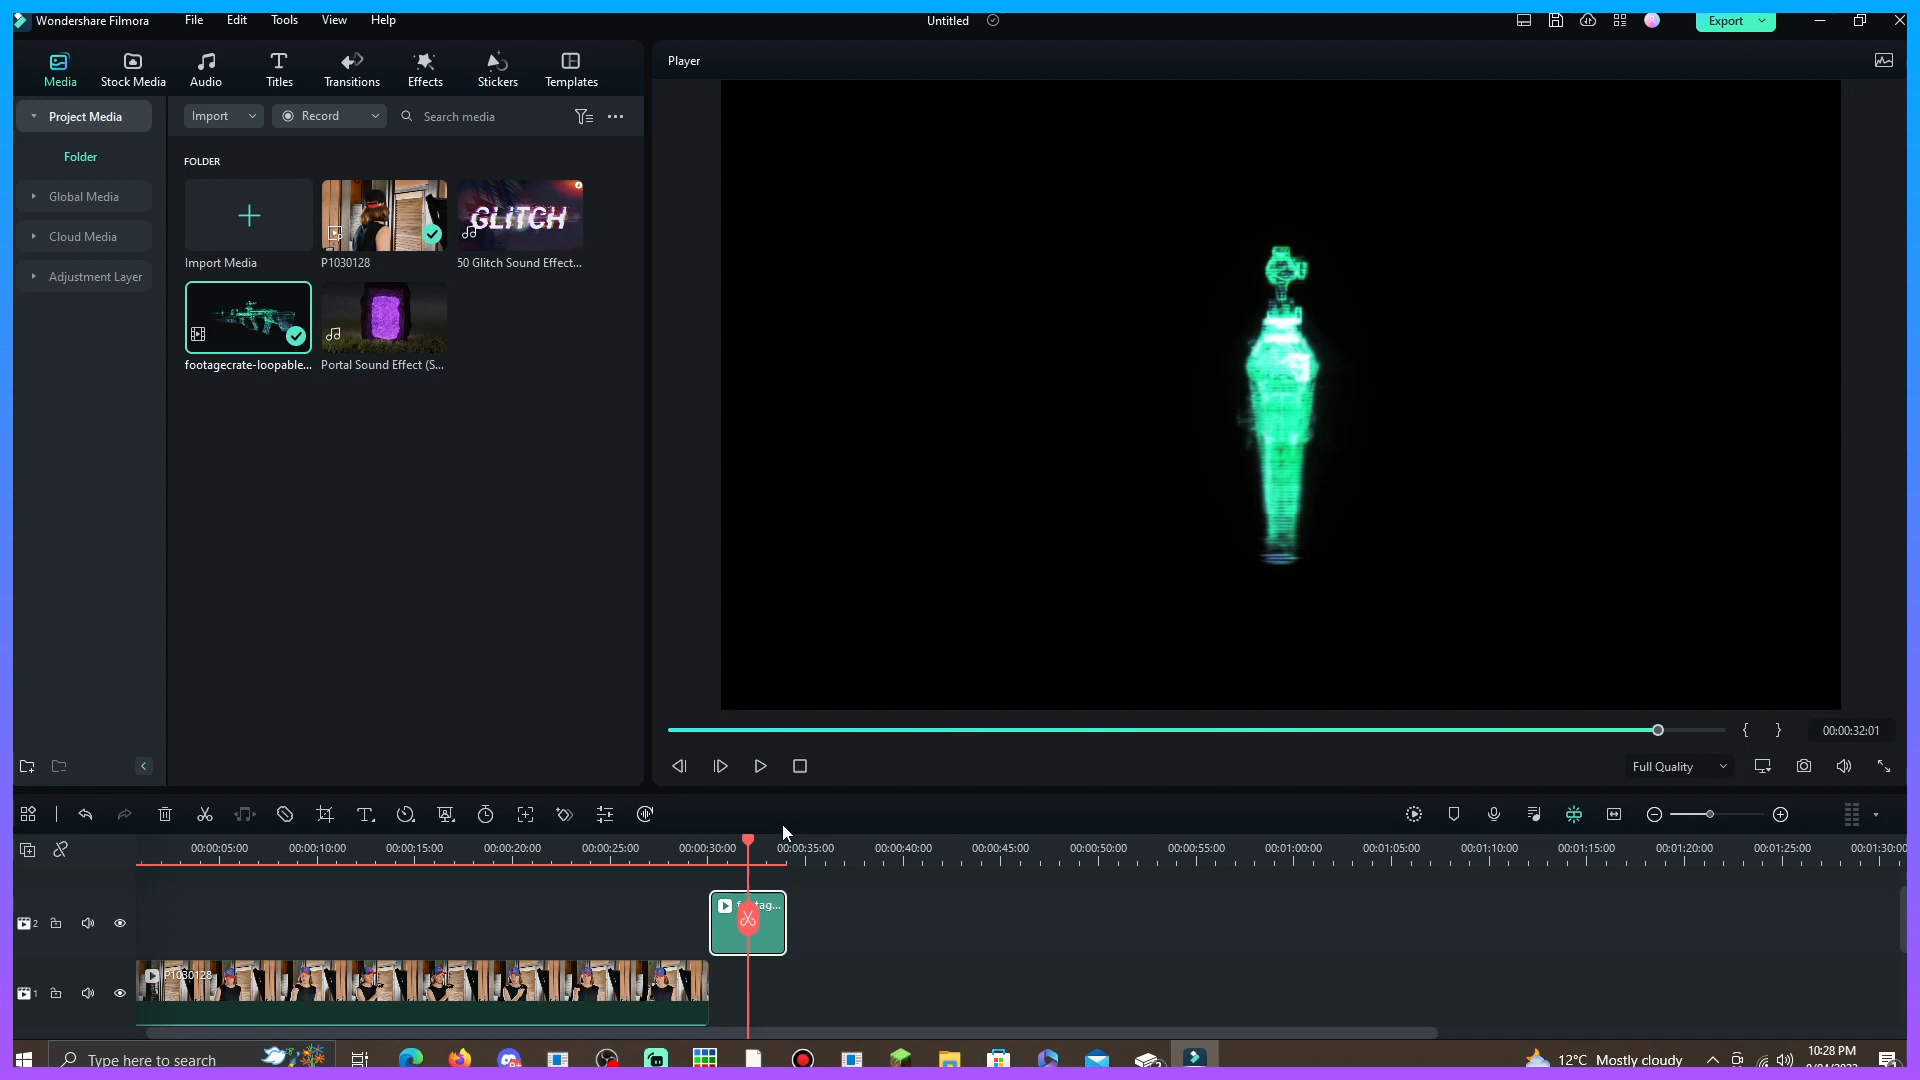 Wondershare Filmora File Edit Tools View Help Untitled Export
Media Stock Media Audio Titles Transitions Effects Stickers Templates
Player
Project Media
Folder
Global Media
Cloud Media
Adjustment Layer
Import Record Search media
FOLDER
GLITCH
Import Media P1030128 50 Glitch Sound Effect...
footagecrate-loopable... Portal Sound Effect (S...
{ } 00:00:32:01
Full Quality
00:00:05:00 00:00:10:00 00:00:15:00 00:00:20:00 00:00:25:00 00:00:30:00 00:00:35:00 00:00:40:00 00:00:45:00 00:00:50:00 00:00:55:00 00:01:00:00 00:01:05:00 00:01:10:00 00:01:15:00 00:01:20:00 00:01:25:00 00:01:30:00
2
1
P1030128
Type here to search
12°C Mostly cloudy
10:28 PM